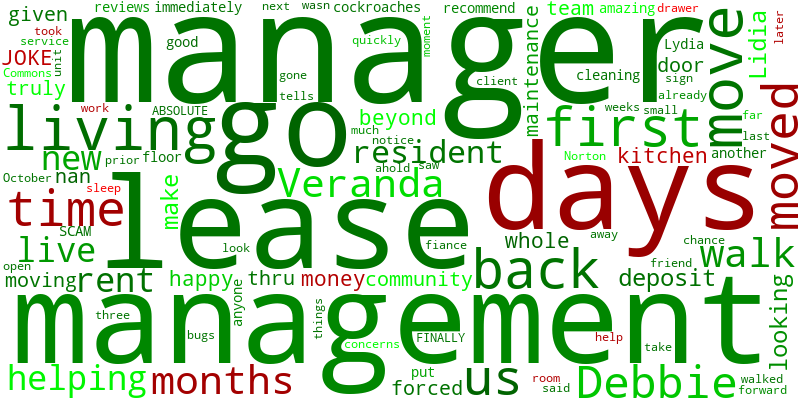 given
reviews
immediately
next
wasn
cockroaches
recommend
team
amazing
drawer
took
service
JOKE
Commons
unit
truly
manager
good
quickly
moment
gone
tells
client
maintenance
Lydia
cleaning
door
sign
already
move
Lidia
later
work
ABSOLUTE
living
go
beyond
much
notice
first
weeks
small
far
last
another
moved
new
prior
floor
resident
ahold
saw
Norton
kitchen
October
nan
sleep
make
Veranda
days
time
SCAM
lease
live
look
fiance
whole
away
chance
walk
open
moving
rent
happy
thru
money
community
back
friend
deposit
looking
anyone
three
bugs
things
management
concerns
FINALLY
help
take
helping
months
put
forced
us
room
said
Debbie
walked
forward